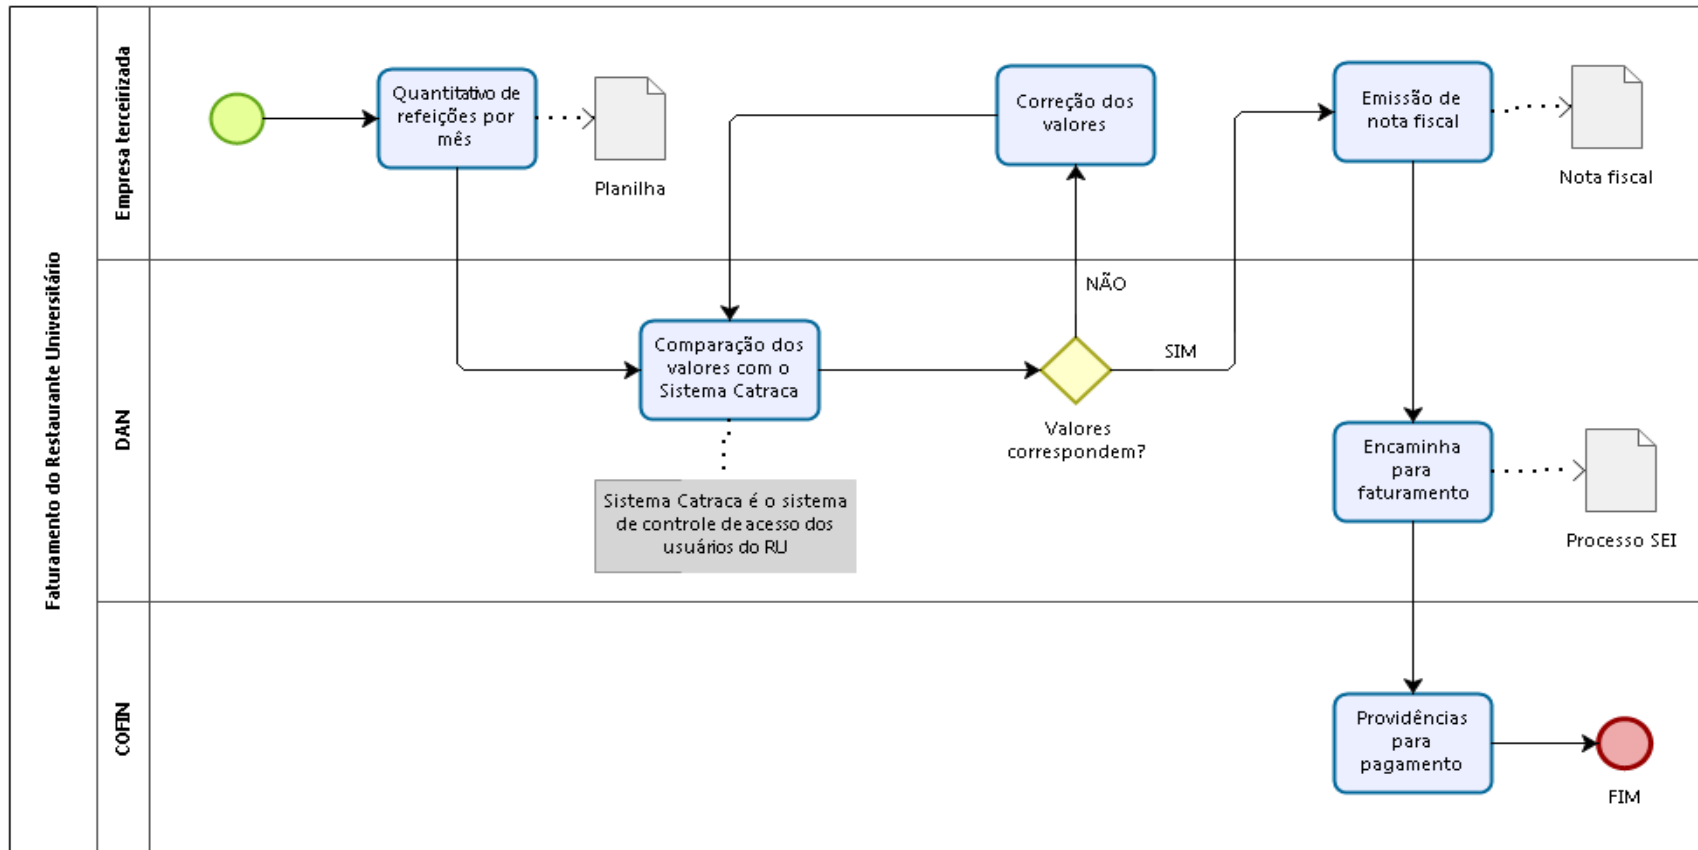 Faturamento do Restaurante Universitário
Empresa terceirizada
Quantitativo de
refeições por
mês
Planilha
Correção dos
valores
Emissão de
nota fiscal
Nota fiscal
DAN
Comparação dos
valores com o
Sistema Catraca
Sistema Catraca é o sistema
de controle de acesso dos
usuários do RU
NÃO
SIM
Valores
correspondem?
Encaminha
para
faturamento
Processo SEI
COFIN
Providências
para
pagamento
FIM